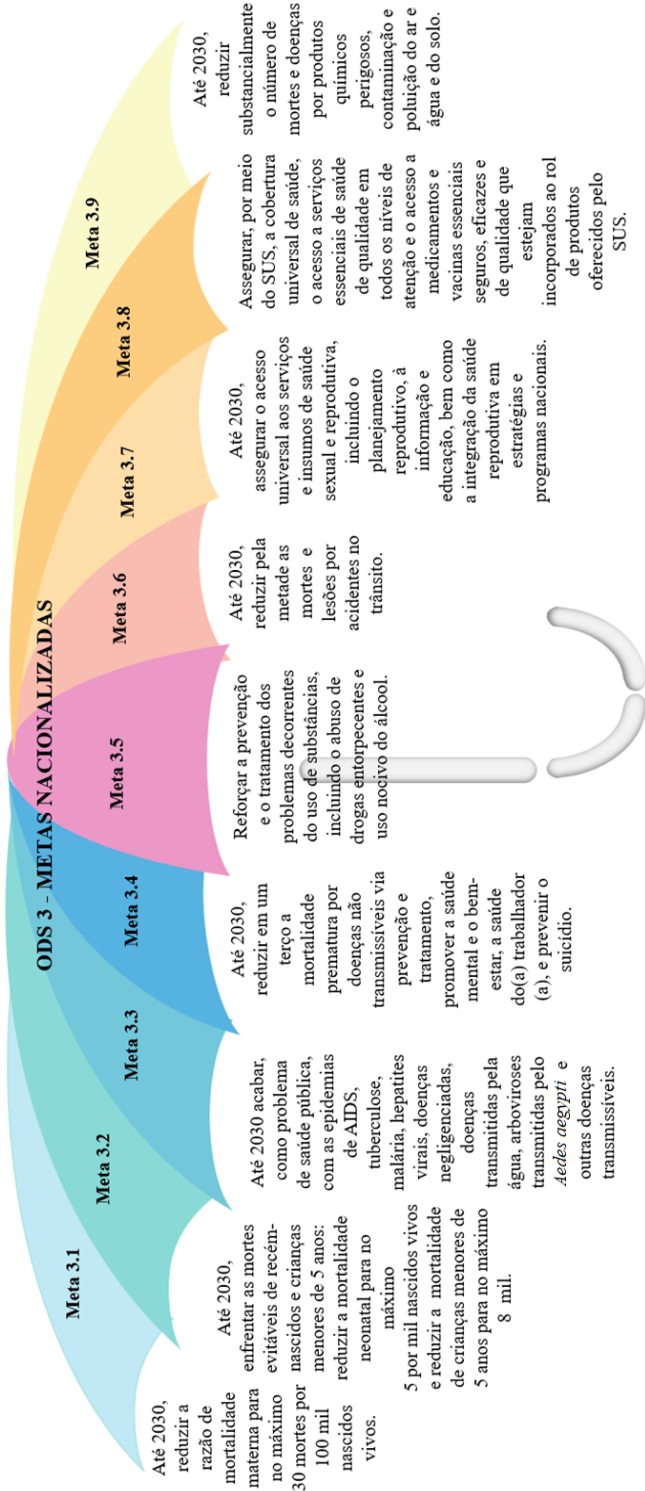 ODS 3 - METAS NACIONALIZADAS
Meta 3.1
Até 2030,
reduzir a
razão de
mortalidade
materna para
no máximo
30 mortes por
100 mil
nascidos
vivos.
Meta 3.2
Até 2030,
enfrentar as mortes
evitáveis de recém-
nascidos e crianças
menores de 5 anos:
reduzir a mortalidade
neonatal para no
máximo
5 por mil nascidos vivos
e reduzir a mortalidade
de crianças menores de
5 anos para no máximo
8 mil.
Meta 3.3
Até 2030 acabar,
como problema
de saúde pública,
com as epidemias
de AIDS,
tuberculose,
malária, hepatites
virais, doenças
negligenciadas,
doenças
transmitidas pela
água, arboviroses
transmitidas pelo
Aedes aegypti e
outras doenças
transmissíveis.
Meta 3.4
Até 2030,
reduzir em um
terço a
mortalidade
prematura por
doenças não
transmissíveis via
prevenção e
tratamento,
promover a saúde
mental e o bem-
estar, a saúde
do(a) trabalhador
(a), e prevenir o
suicídio.
Meta 3.5
Reforçar a prevenção
e o tratamento dos
problemas decorrentes
do uso de substâncias,
incluindo o abuso de
drogas entorpecentes e
uso nocivo do álcool.
Meta 3.6
Até 2030,
reduzir pela
metade as
mortes e
lesões por
acidentes no
trânsito.
Meta 3.7
Até 2030,
assegurar o acesso
universal aos serviços
e insumos de saúde
sexual e reprodutiva,
incluindo o
planejamento
reprodutivo, à
informação e
educação, bem como
a integração da saúde
reprodutiva em
estratégias e
programas nacionais.
Meta 3.8
Assegurar, por meio
do SUS, a cobertura
universal de saúde,
o acesso a serviços
essenciais de saúde
de qualidade em
todos os níveis de
atenção e o acesso a
medicamentos e
vacinas essenciais
seguros, eficazes e
de qualidade que
estejam
incorporados ao rol
de produtos
oferecidos pelo
SUS.
Meta 3.9
Até 2030,
reduzir
substancialmente
o número de
mortes e doenças
por produtos
químicos
perigosos,
contaminação e
poluição do ar e
água e do solo.